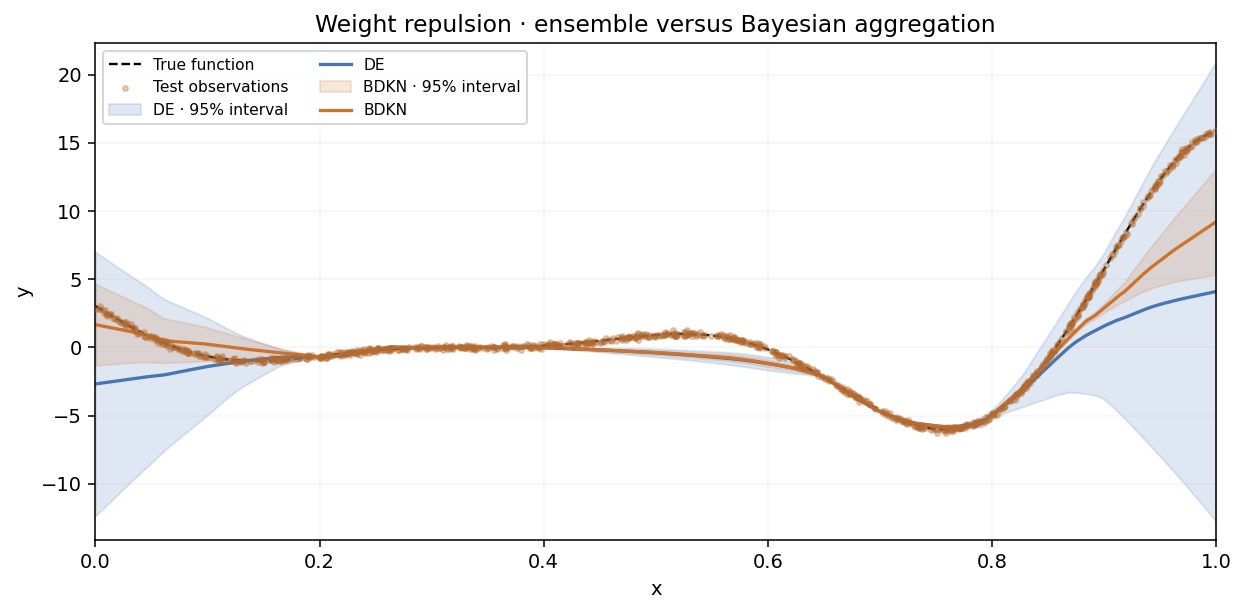 Weight repulsion · ensemble versus Bayesian aggregation
True function
Test observations
DE · 95% interval
DE
BDKN · 95% interval
BDKN
20
15
10
5
0
−5
−10
y
0.0
0.2
0.4
0.6
0.8
1.0
x